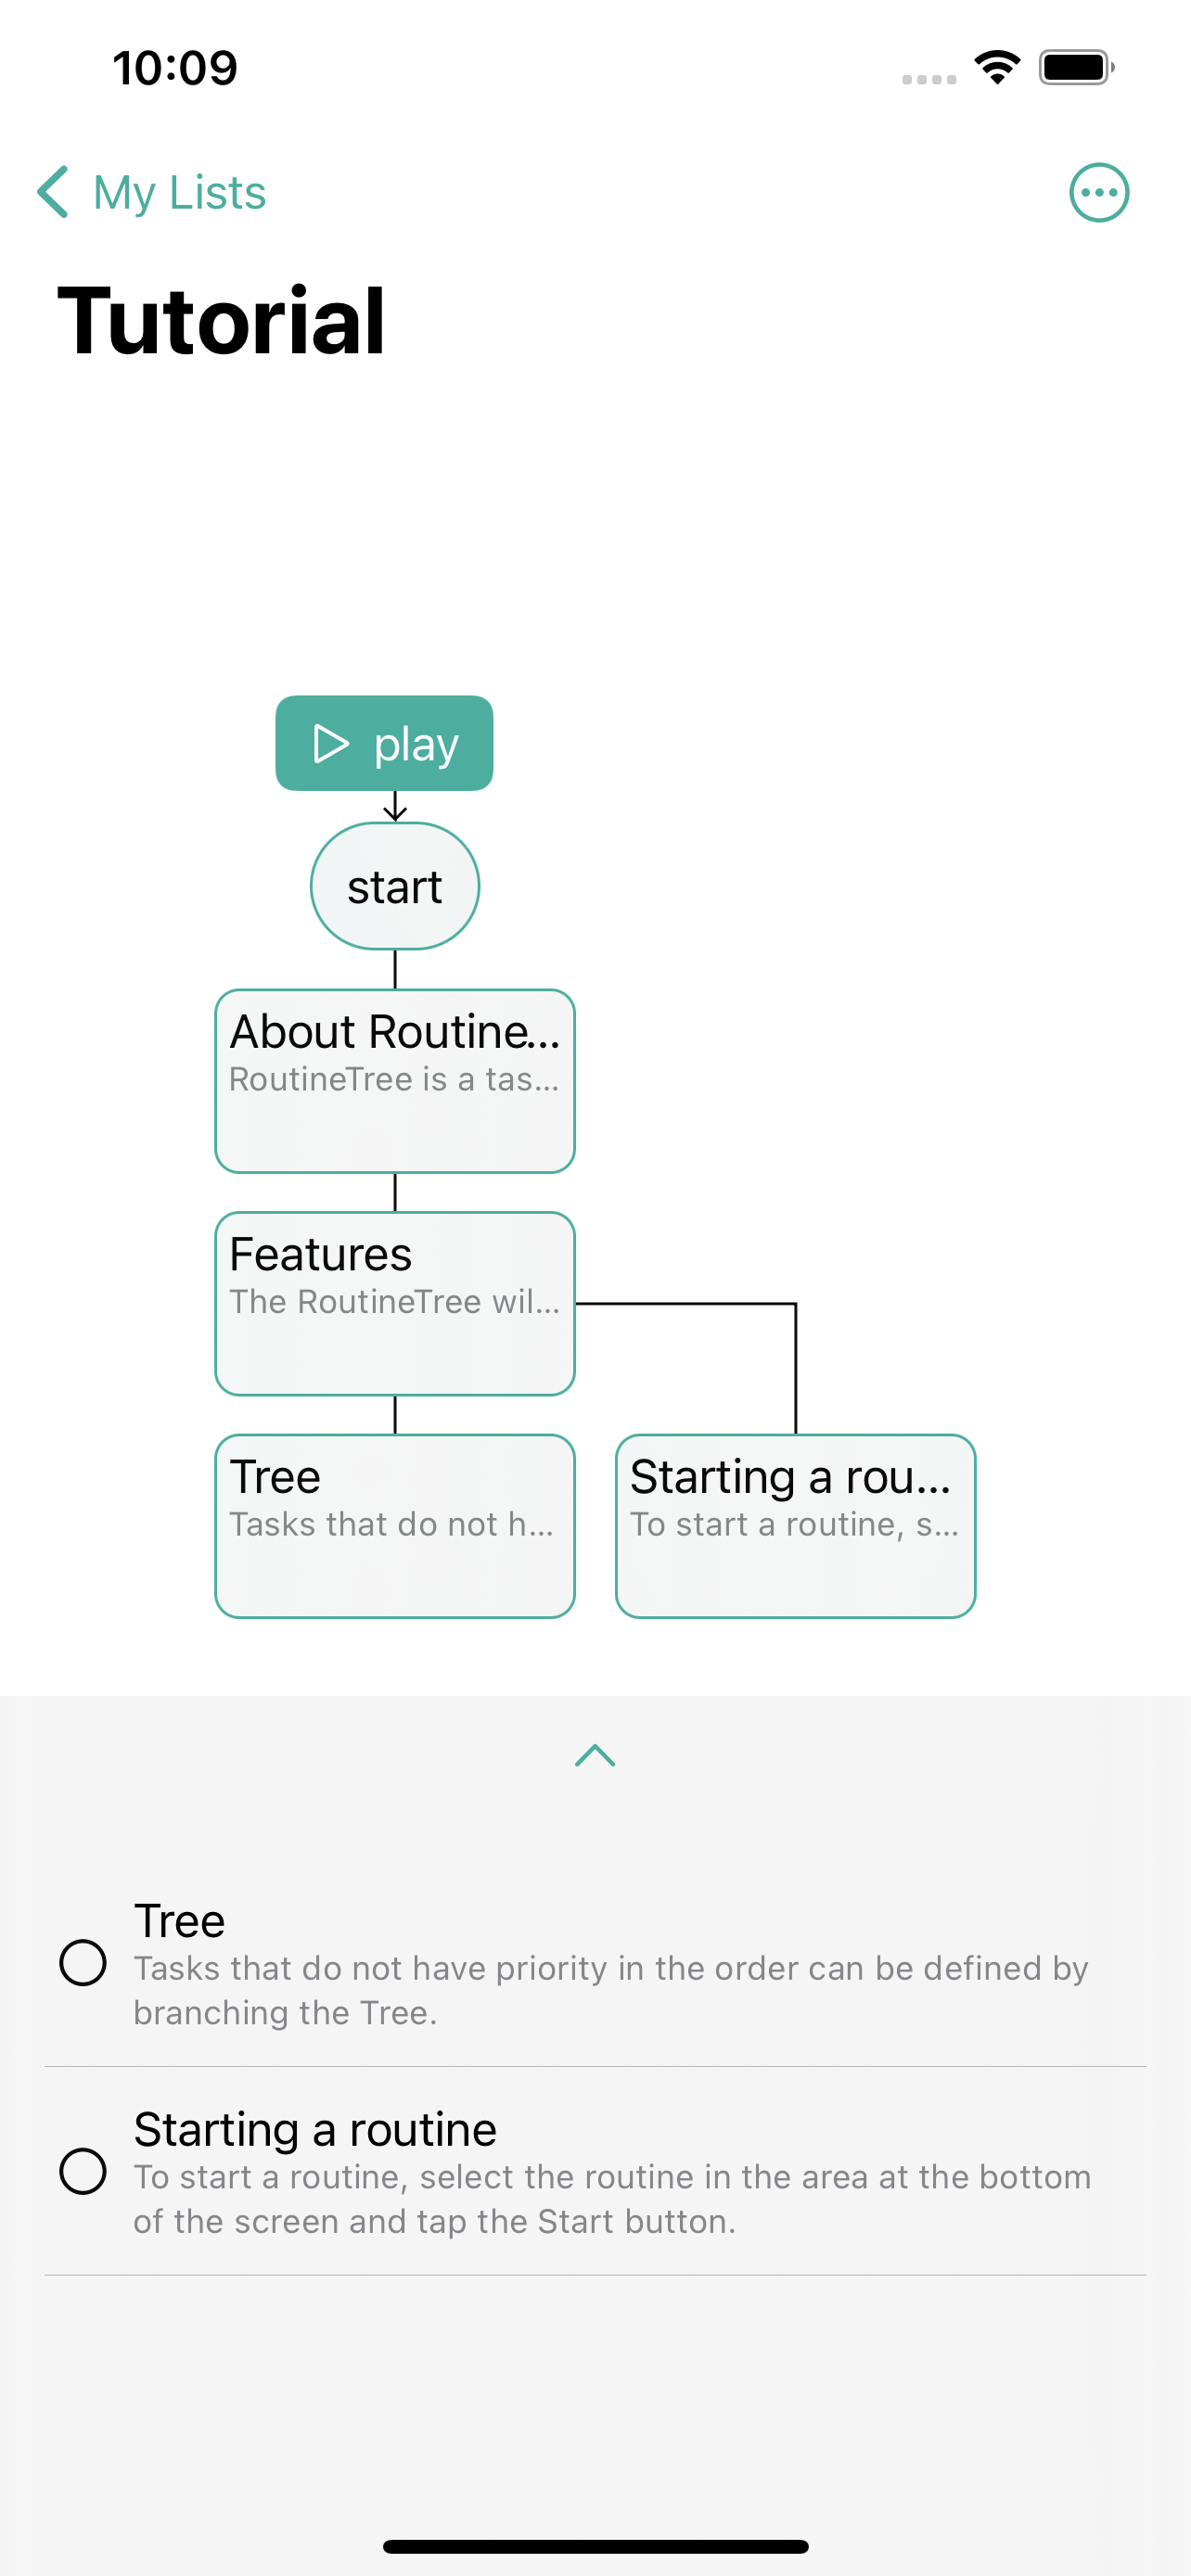 10:09
My Lists
Tutorial
play
start
About Routine...
RoutineTree is a tas...
Features
The RoutineTree wil...
Tree
Tasks that do not h...
Starting a rou...
To start a routine, s...
Tree
Tasks that do not have priority in the order can be defined by
branching the Tree.
Starting a routine
To start a routine, select the routine in the area at the bottom
of the screen and tap the Start button.